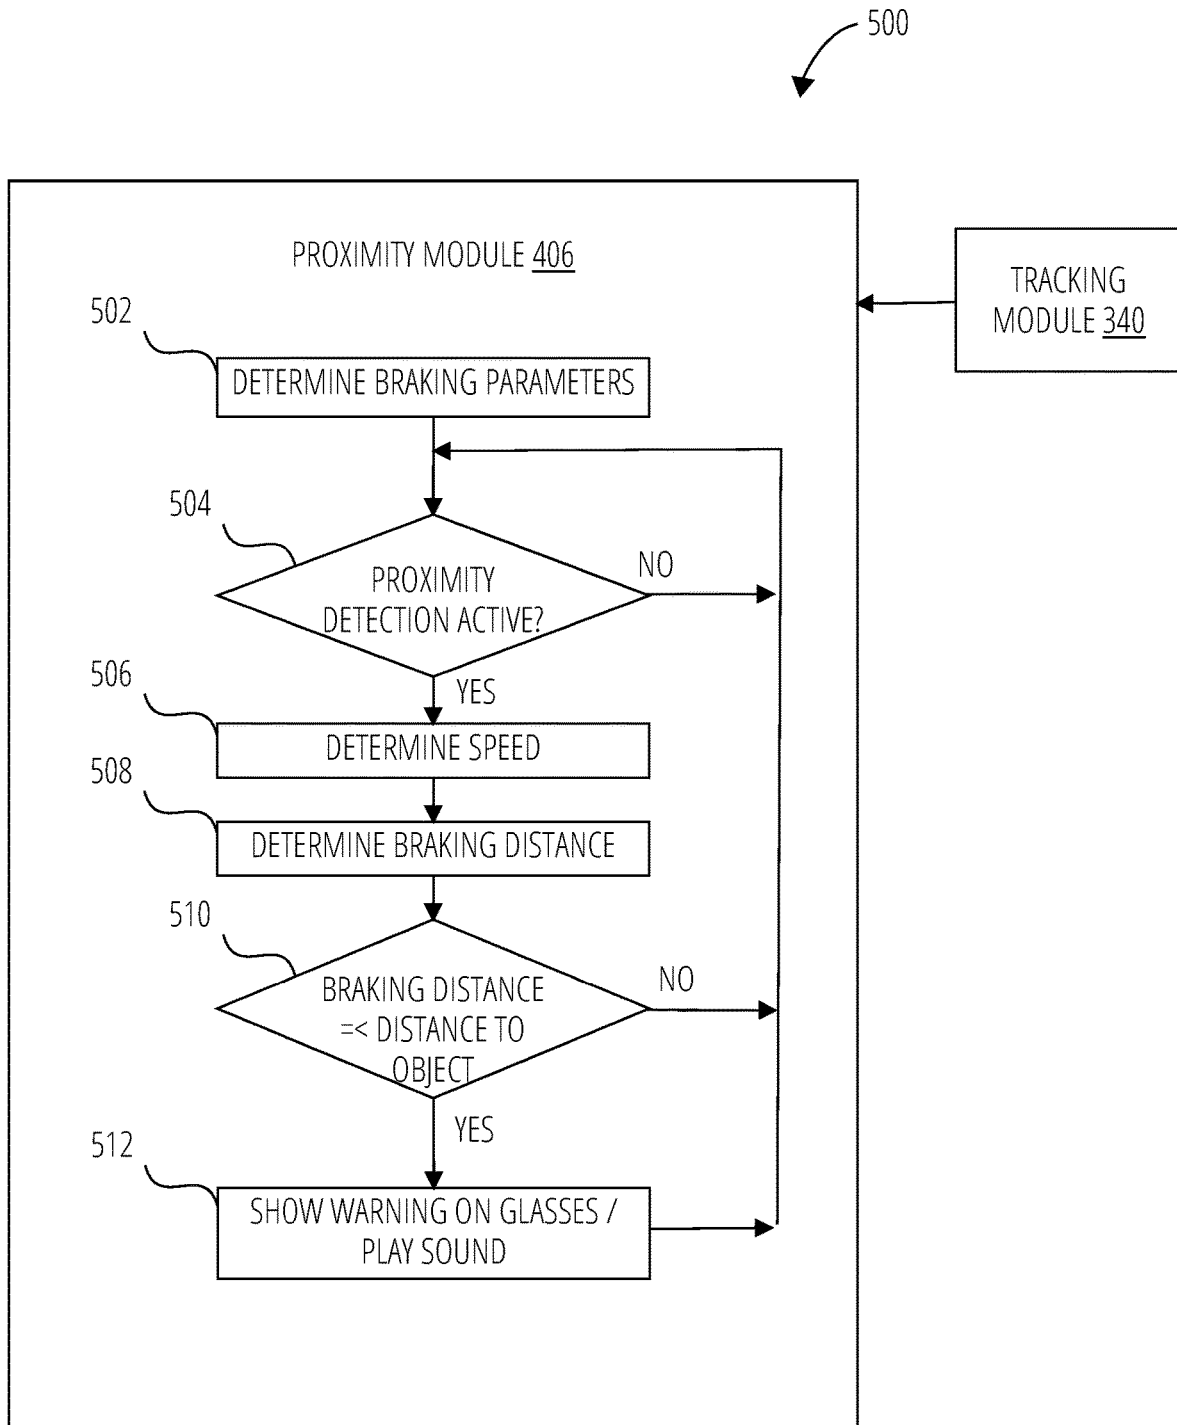 500
PROXIMITY MODULE 406
TRACKING
MODULE 340
502
DETERMINE BRAKING PARAMETERS
504
PROXIMITY
DETECTION ACTIVE?
NO
YES
506
DETERMINE SPEED
508
DETERMINE BRAKING DISTANCE
510
BRAKING DISTANCE
=< DISTANCE TO
OBJECT
NO
YES
512
SHOW WARNING ON GLASSES /
PLAY SOUND